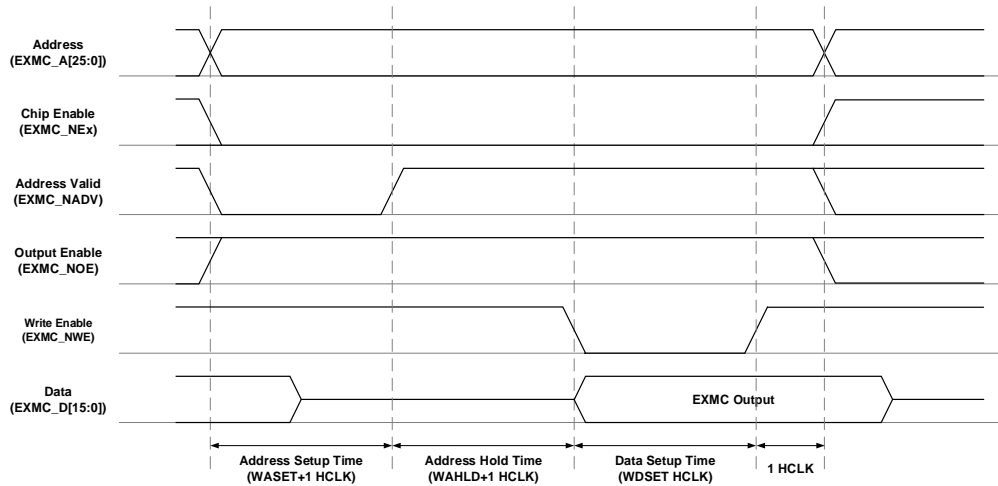 Address
(EXMC_A[25:0])
Chip Enable
(EXMC_NEx)
Address Valid
(EXMC_NADV)
Output Enable
(EXMC_NOE)
Write Enable
(EXMC_NWE)
Data
(EXMC_D[15:0])
EXMC Output
Address Setup Time
(WASET+1 HCLK)
Address Hold Time
(WAHLD+1 HCLK)
Data Setup Time
(WDSET HCLK)
1 HCLK